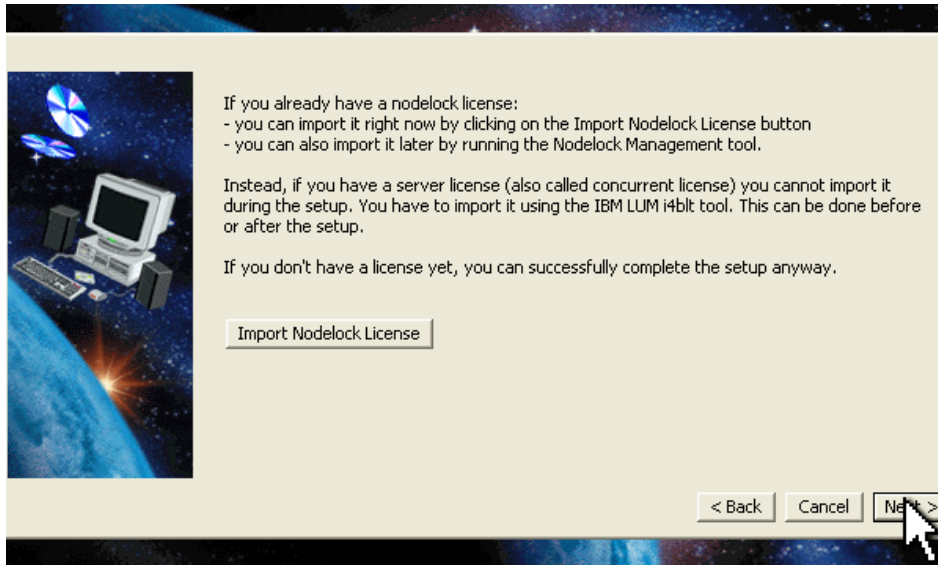 If you already have a nodelock license:
- you can import it right now by clicking on the Import Nodelock License button
- you can also import it later by running the Nodelock Management tool.
Instead, if you have a server license (also called concurrent license) you cannot import it
during the setup. You have to import it using the IBM LUM i4blt tool. This can be done before
or after the setup.
If you don't have a license yet, you can successfully complete the setup anyway.
Import Nodelock License
< Back Cancel Next >